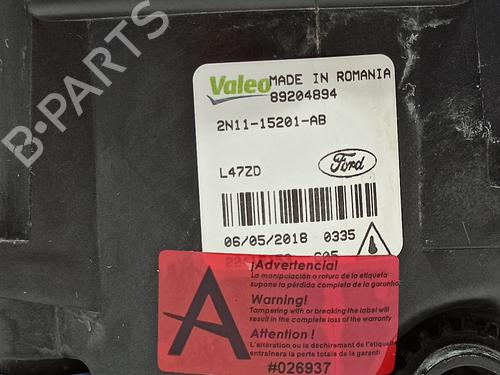 B-PARTS
Valeo MADE IN ROMANIA
89204894
2N11-15201-AB
L47ZD
Ford
06/05/2018 0335
¡Advertencia!
La manipulación o rotura de la etiqueta
supone la pérdida completa de la garantía
Warning!
Tampering with or breaking the label will
result in the complete loss of the warranty
Attention !
L'altération ou le déchirement de l'étiquette
entraînera la perte totale de la garanti
#026937